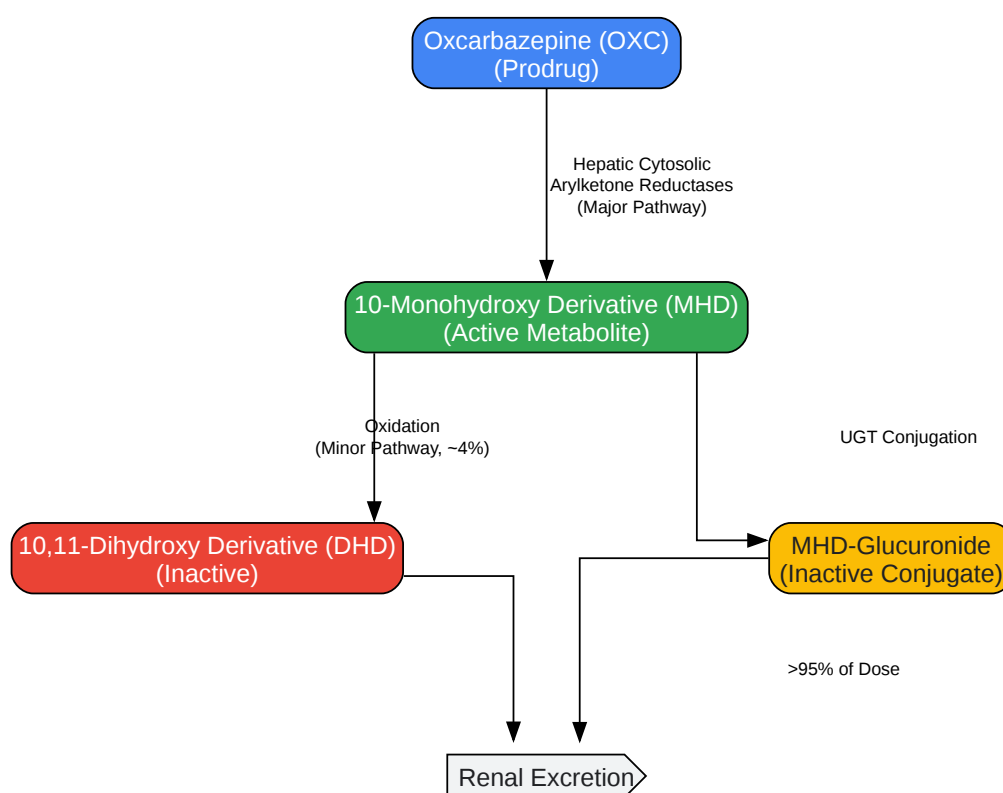 Oxcarbazepine (OXC)
(Prodrug)
Hepatic Cytosolic
Arylketone Reductases
(Major Pathway)
10-Monohydroxy Derivative (MHD)
(Active Metabolite)
Oxidation
(Minor Pathway, ~4%)
UGT Conjugation
10,11-Dihydroxy Derivative (DHD)
(Inactive)
MHD-Glucuronide
(Inactive Conjugate)
>95% of Dose
Renal Excretion